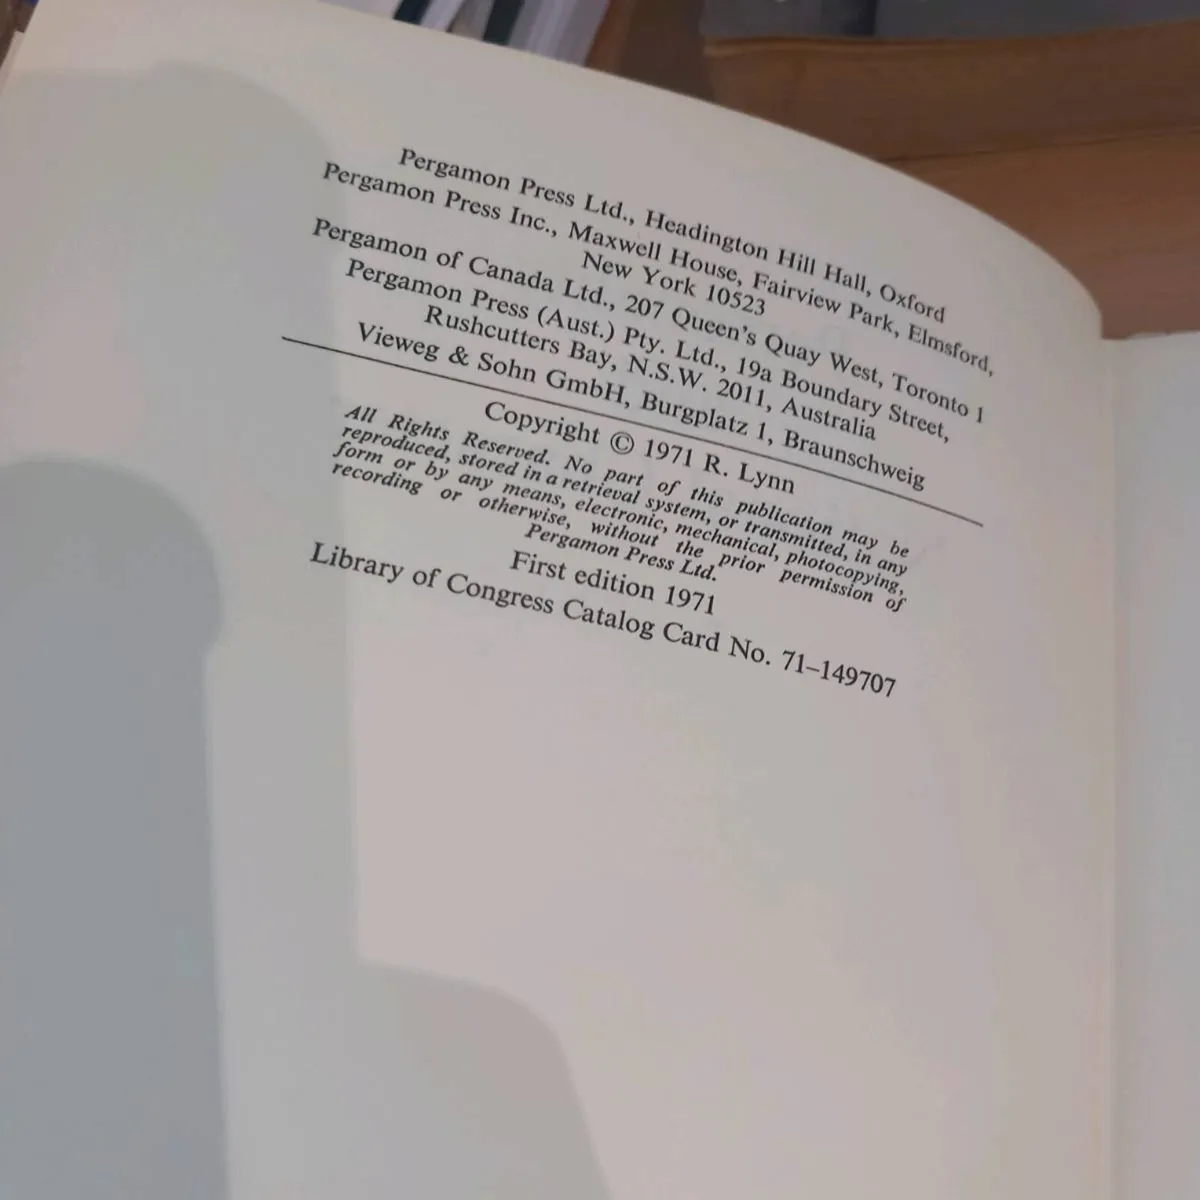 Pergamon Press Ltd., Headington Hill Hall, Oxford
Pergamon Press Inc., Maxwell House, Fairview Park, Elmsford,
New York 10523
Pergamon of Canada Ltd., 207 Queen's Quay West, Toronto 1
Pergamon Press (Aust.) Pty. Ltd., 19a Boundary Street,
Rushcutters Bay, N.S.W. 2011, Australia
Vieweg & Sohn GmbH, Burgplatz 1, Braunschweig
Copyright © 1971 R. Lynn
All Rights Reserved. No part of this publication may be
reproduced, stored in a retrieval system, or transmitted, in any
form or by any means, electronic, mechanical, photocopying,
recording or otherwise, without the prior permission of
Pergamon Press Ltd.
First edition 1971
Library of Congress Catalog Card No. 71–149707